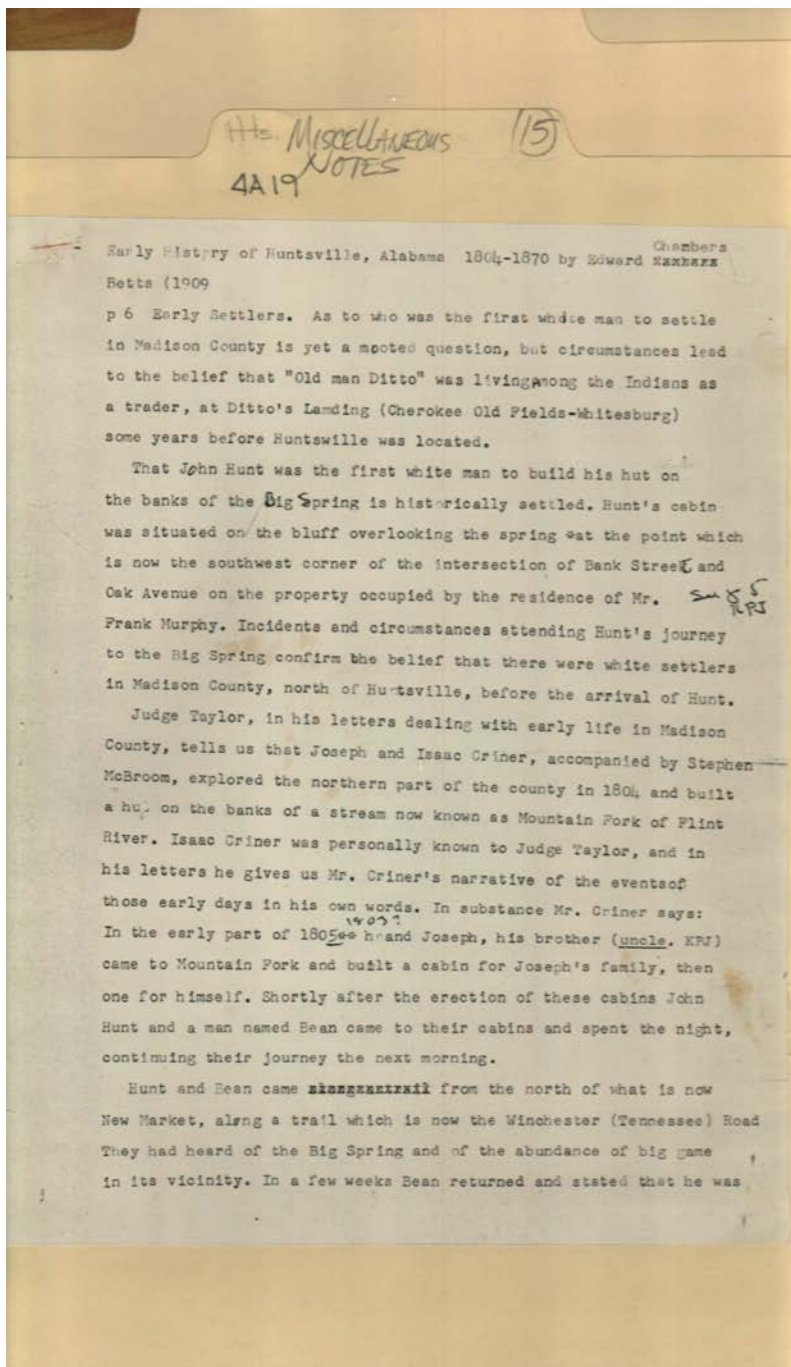 Hts. MISCELLANEOUS (15)
NOTES
4A19
Chambers
Early Histpry of Huntsville, Alabama 1804-1870 by Edward
Betts (1909
p 6 Early Settlers. As to who was the first whdte man to settle
in Madison County is yet a mooted question, but circumstances lead
to the belief that "Old man Ditto" was livingAmong the Indians as
a trader, at Ditto's Lamding (Cherokee Old Fields-Whitesburg)
some years before Huntswille was located.
That John Hunt was the first white man to build his hut on
the banks of the Big Spring is historically settled. Hunt's cabin
was situated on the bluff overlooking the spring at the point which
is now the southwest corner of the intersection of Bank Street and
Oak Avenue on the property occupied by the residence of Mr.
KPJ
Frank Murphy. Incidents and circumstances attending Hunt's journey
to the Big Spring confirm the belief that there were white settlers
in Madison County, north of Huntsville, before the arrival of Hunt.
Judge Taylor, in his letters dealing with early life in Madison
County, tells us that Joseph and Isaac Criner, accompanied by Stephen
McBroom, explored the northern part of the county in 1804 and built
a hut on the banks of a stream now known as Mountain Fork of Flint
River. Isaac Criner was personally known to Judge Taylor, and in
his letters he gives us Mr. Criner's narrative of the eventsof
those early days in his own words. In substance Mr. Criner says:
180??
In the early part of 1805 he and Joseph, his brother (uncle. KPJ)
came to Mountain Fork and built a cabin for Joseph's family, then
one for himself. Shortly after the erection of these cabins John
Hunt and a man named Bean came to their cabins and spent the night,
continuing their journey the next morning.
Hunt and Bean came from the north of what is now
New Market, along a trail which is now the Winchester (Tennessee) Road
They had heard of the Big Spring and of the abundance of big game
in its vicinity. In a few weeks Bean returned and stated that he was